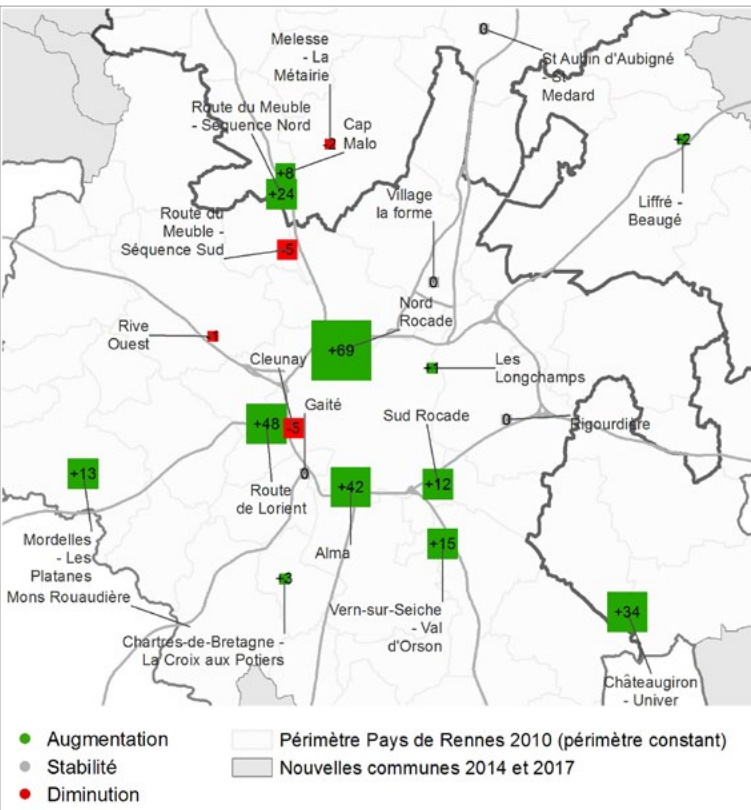 Melesse
- La
Métairie
0
St Aubin d'Aubigné
- St
Medard
Route du Meuble
- Séquence Nord
-2
Cap
Malo
+2
+8
+24
Village
la forme
Liffré -
Beaugé
Route du
Meuble -
Séquence Sud
-5
0
Nord
Rocade
Rive
Ouest
-1
+69
Cleunay
+1
Les
Longchamps
Gaité
Sud Rocade
0
Rigourdière
+48
-5
+13
0
+42
+12
Route
de Lorient
Mordelles
- Les
Platanes
Alma
+15
Mons Rouaudière
+3
Vern-sur-Seiche
- Val
d'Orson
+34
Chartres-de-Bretagne -
La Croix aux Potiers
Châteaugiron
- Univer
Augmentation
Stabilité
Diminution
Périmètre Pays de Rennes 2010 (périmètre constant)
Nouvelles communes 2014 et 2017